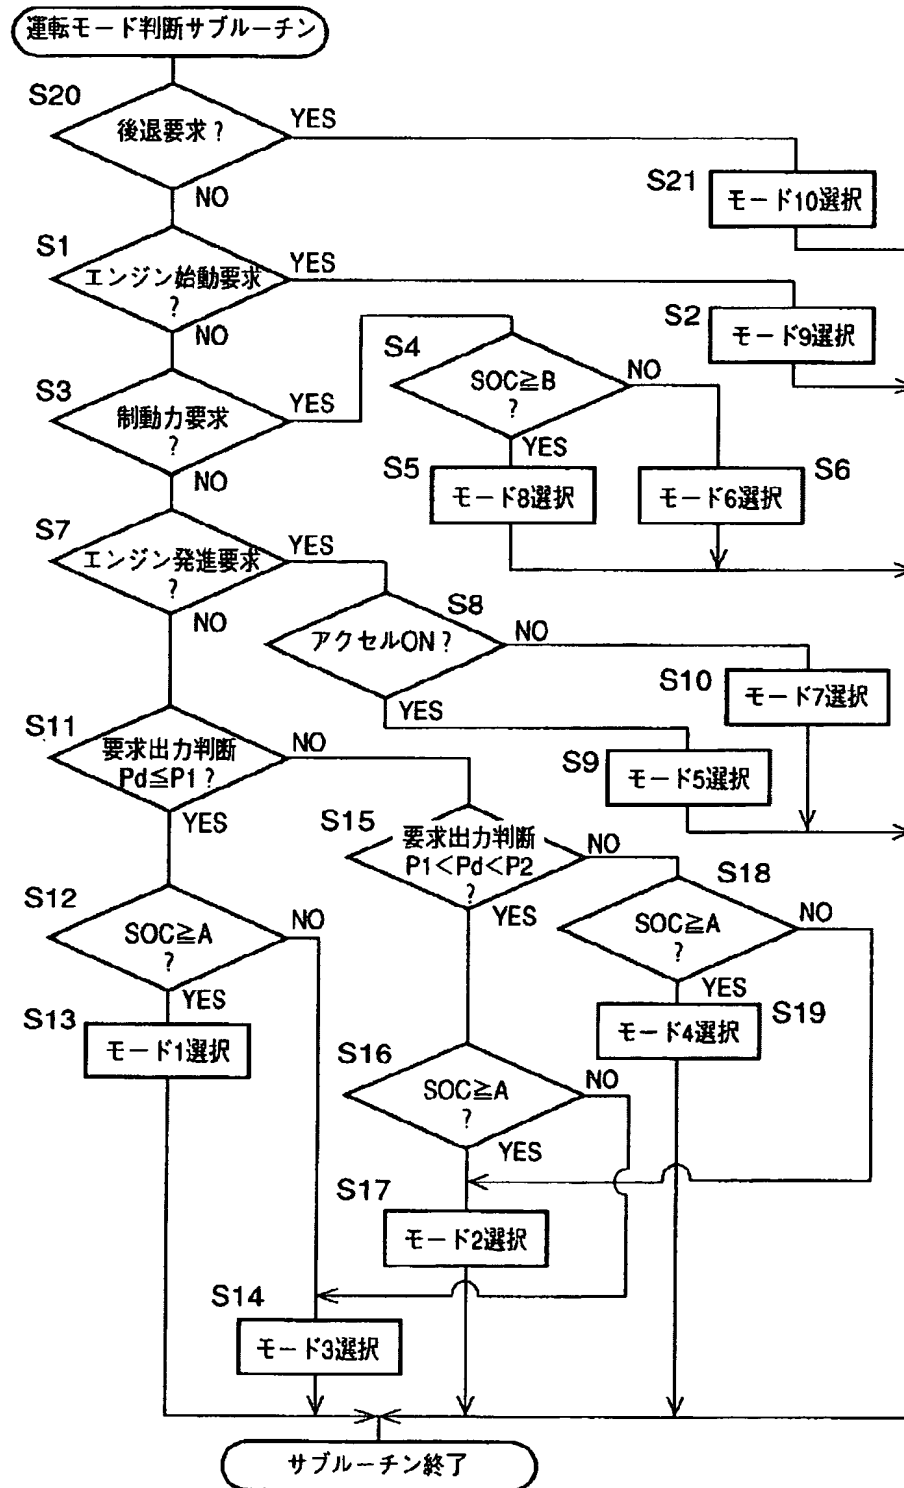 運転モード判断サブルーチン
S20
後退要求?
YES
NO
S21
モード10選択
S1
エンジン始動要求
?
YES
NO
S2
モード9選択
S3
制動力要求
?
YES
NO
S4
SOC≧B
?
NO
YES
S5
モード8選択
S6
モード6選択
S7
エンジン発進要求
?
YES
NO
S8
アクセルON?
NO
YES
S10
モード7選択
S9
モード5選択
S11
要求出力判断
Pd≦P1?
NO
YES
S15
要求出力判断
P1<Pd<P2
?
NO
YES
S12
SOC≧A
?
NO
YES
S18
SOC≧A
?
NO
YES
S13
モード1選択
S19
モード4選択
S16
SOC≧A
?
NO
YES
S17
モード2選択
S14
モード3選択
サブルーチン終了